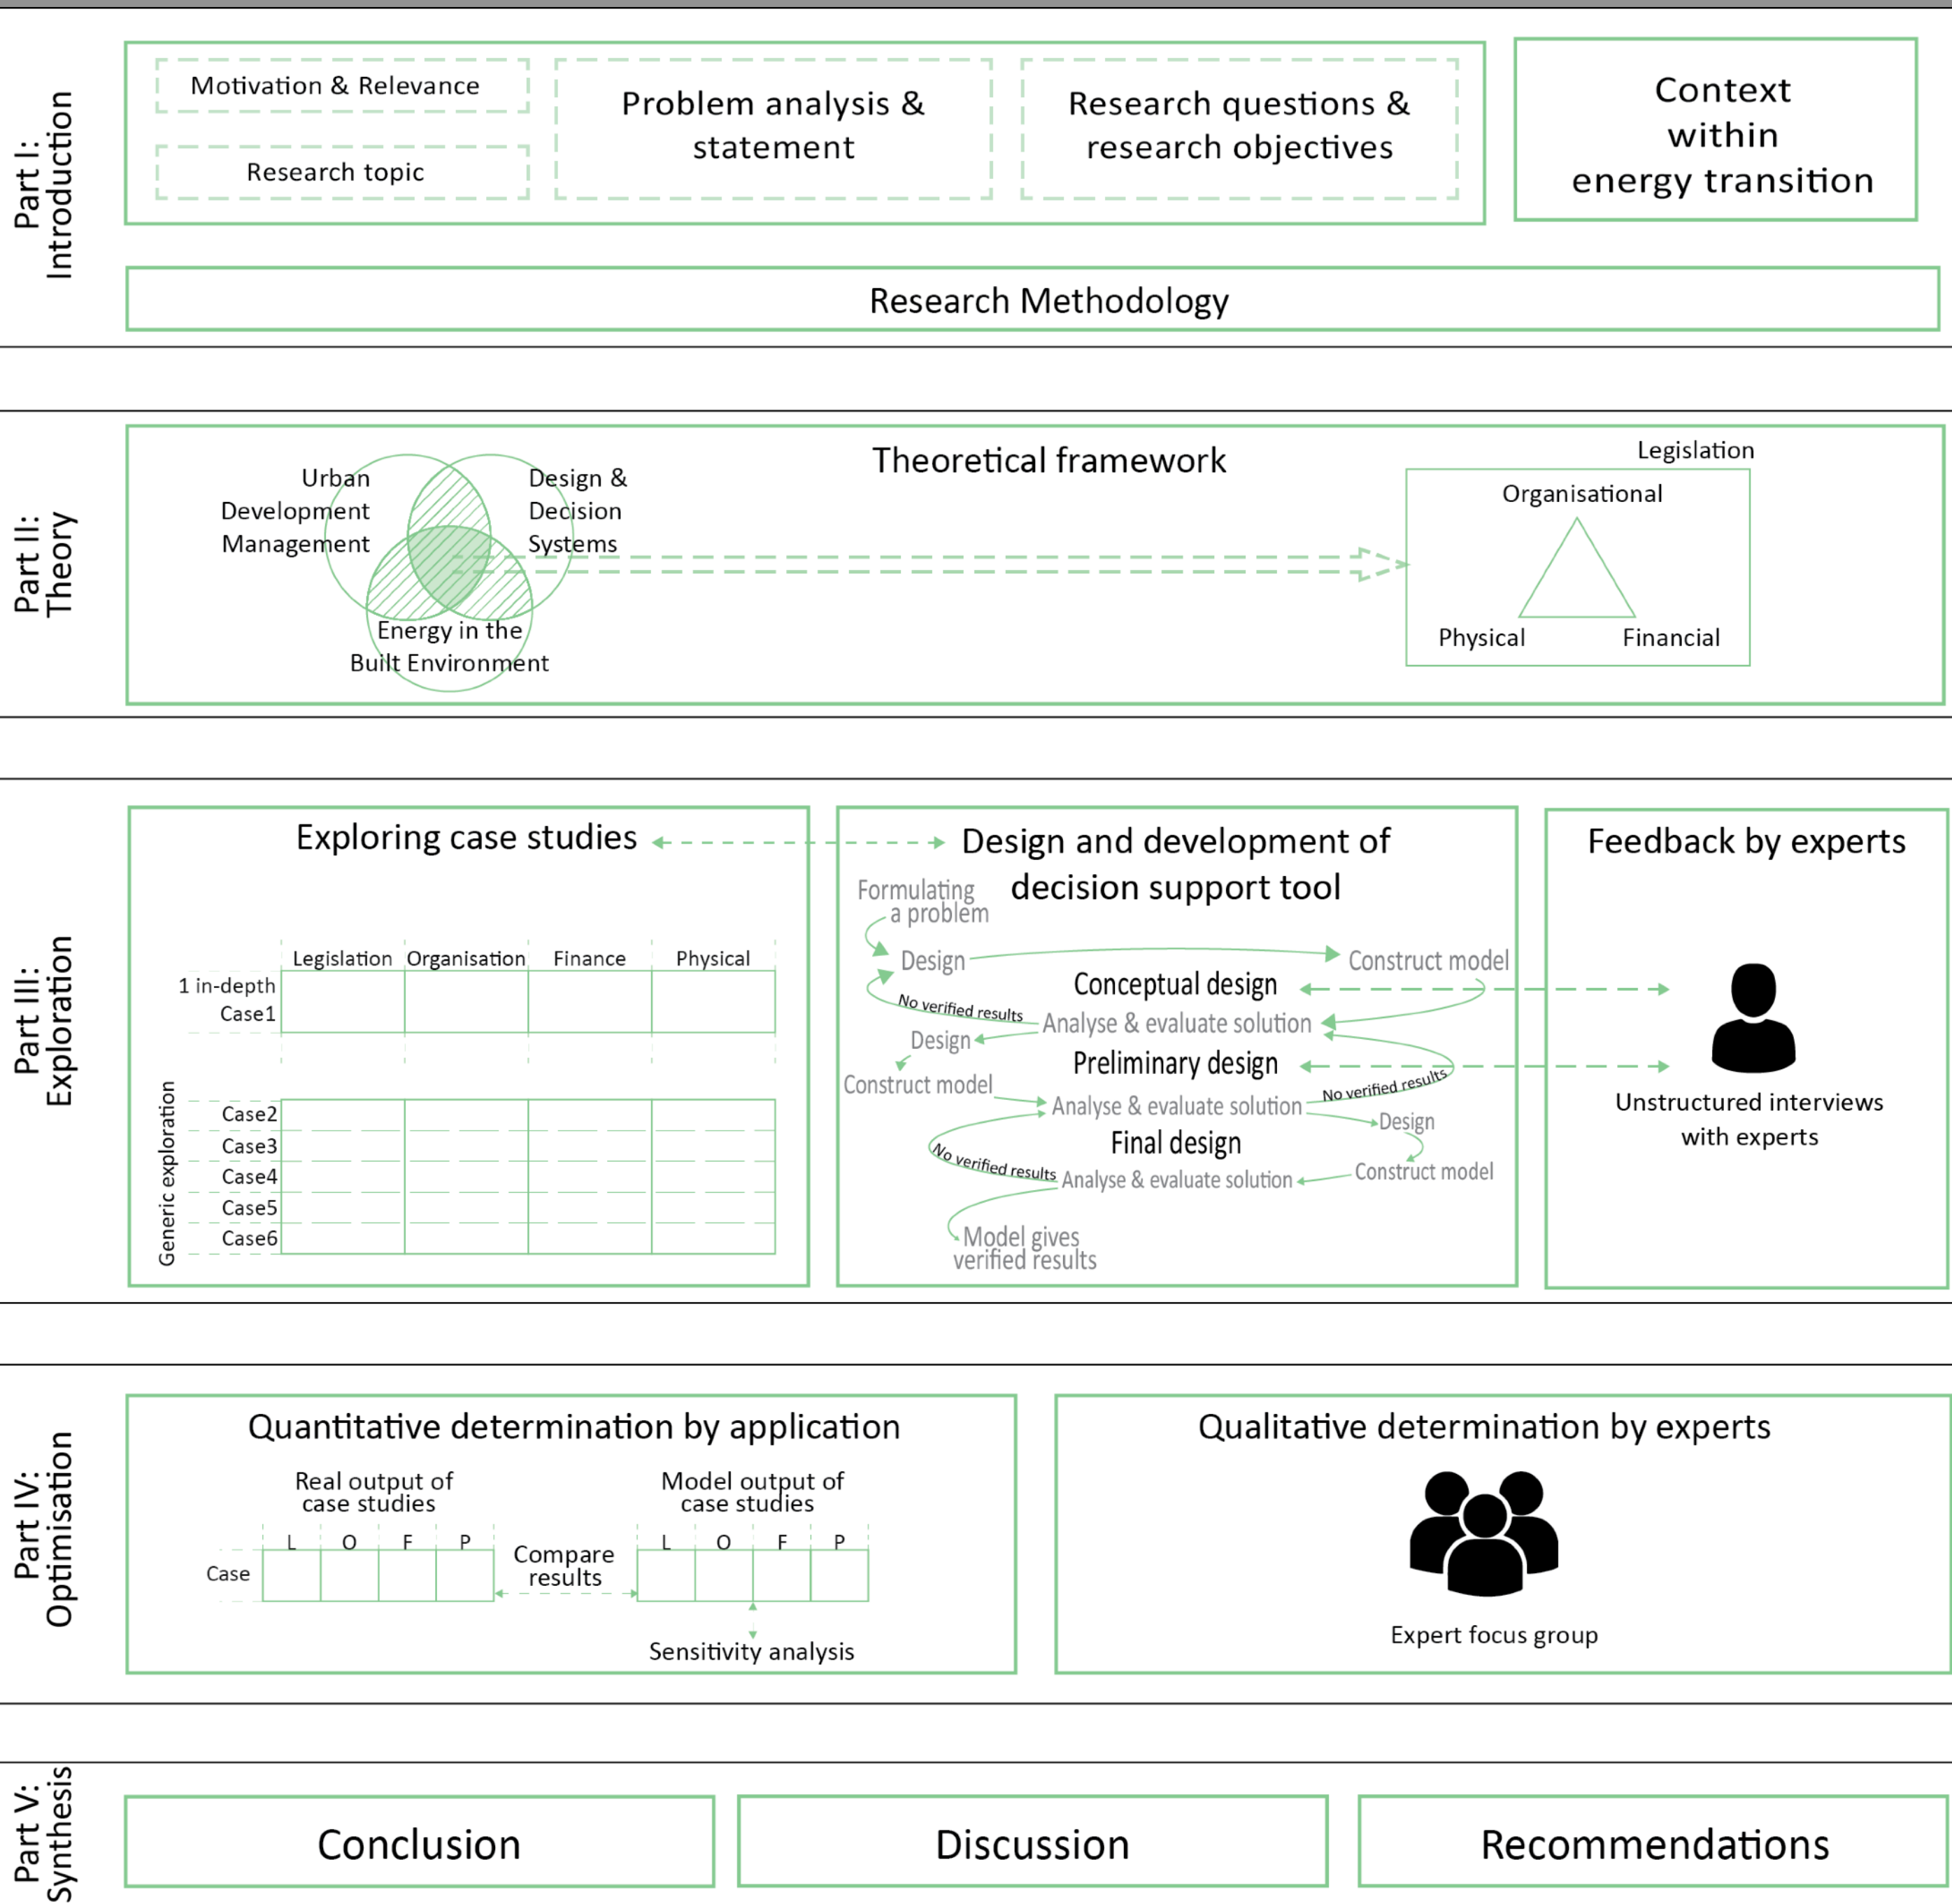 Part I:
Introduction
Motivation & Relevance
Research topic
Problem analysis &
statement
Research questions &
research objectives
Context
within
energy transition
Research Methodology
Part II:
Theory
Theoretical framework
Urban
Development
Management
Design &
Decision
Systems
Energy in the
Built Environment
Legislation
Organisational
Physical
Financial
Part III:
Exploration
Exploring case studies
Legislation
Organisation
Finance
Physical
1 in-depth
Case1
Generic exploration
Case2
Case3
Case4
Case5
Case6
Design and development of
decision support tool
Formulating
a problem
Design
Construct model
Conceptual design
No verified results
Analyse & evaluate solution
Design
Preliminary design
Construct model
No verified results
Analyse & evaluate solution
Design
Final design
No verified results
Construct model
Analyse & evaluate solution
Model gives
verified results
Feedback by experts
Unstructured interviews
with experts
Part IV:
Optimisation
Quantitative determination by application
Real output of
case studies
L O F P
Case
Compare
results
Model output of
case studies
L O F P
Sensitivity analysis
Qualitative determination by experts
Expert focus group
Part V:
Synthesis
Conclusion
Discussion
Recommendations